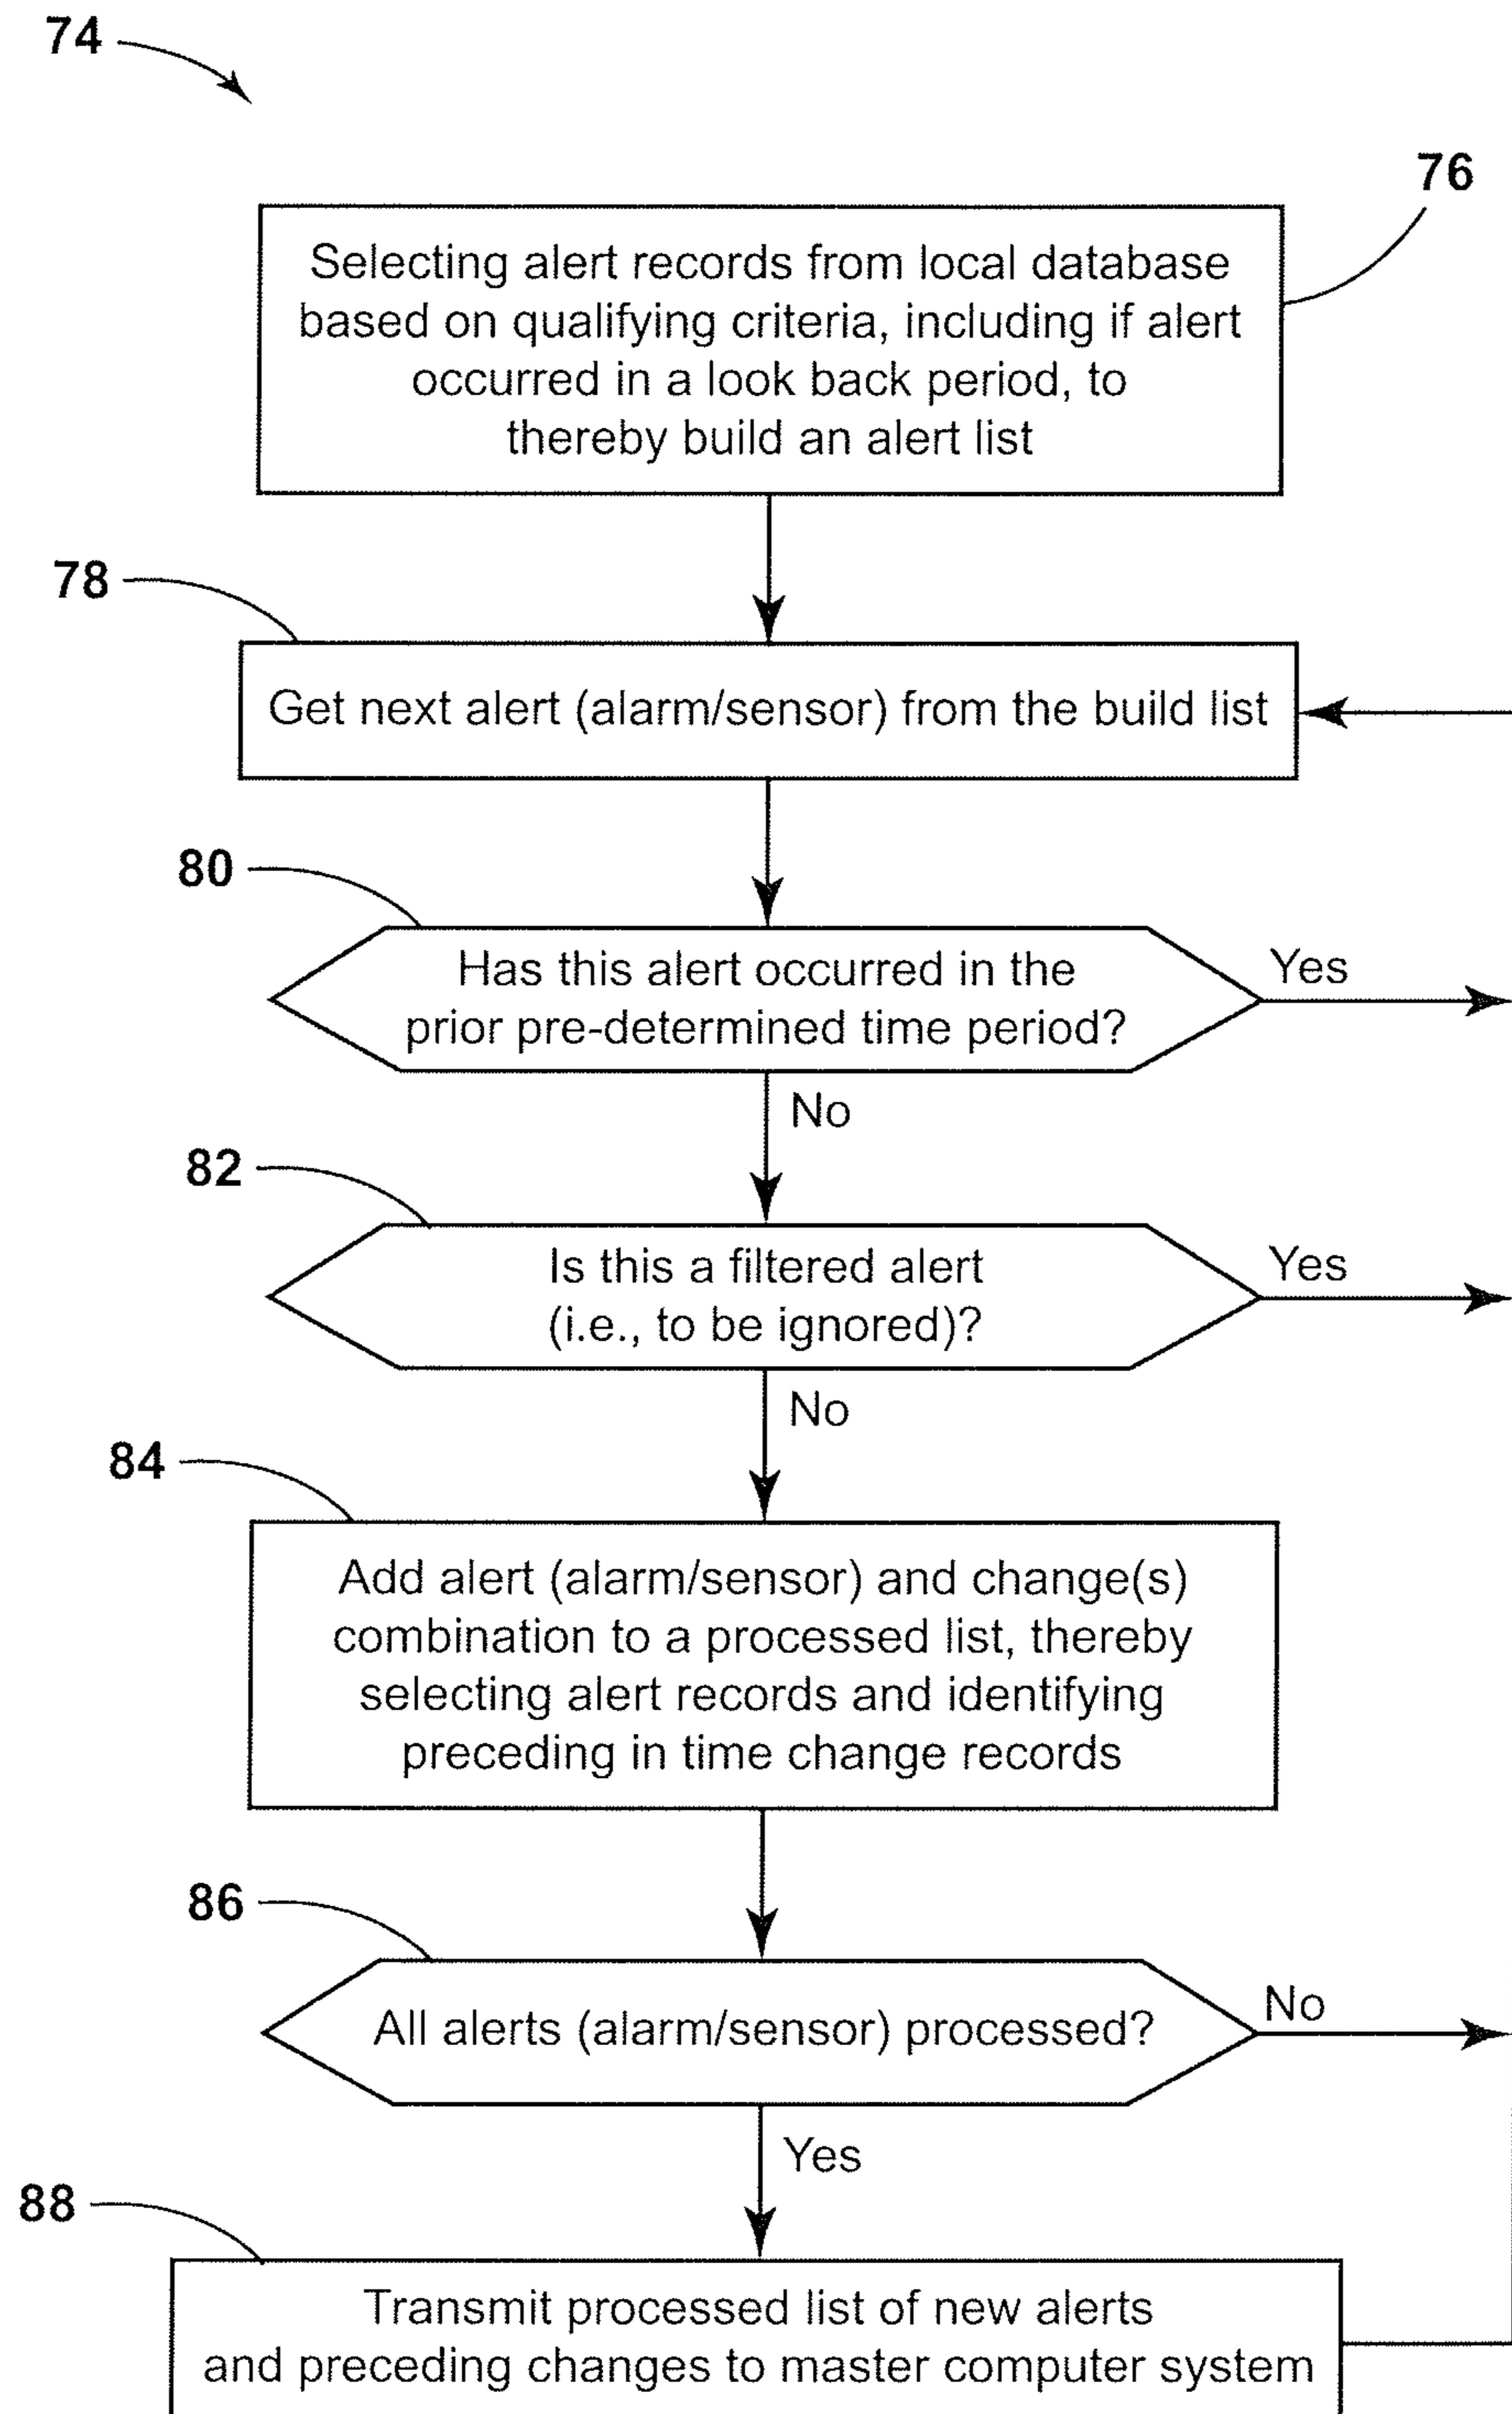 74
76
Selecting alert records from local database
based on qualifying criteria, including if alert
occurred in a look back period, to
thereby build an alert list
78
Get next alert (alarm/sensor) from the build list
80
Has this alert occurred in the
prior pre-determined time period?
Yes
No
82
Is this a filtered alert
(i.e., to be ignored)?
Yes
No
84
Add alert (alarm/sensor) and change(s)
combination to a processed list, thereby
selecting alert records and identifying
preceding in time change records
86
All alerts (alarm/sensor) processed?
No
Yes
88
Transmit processed list of new alerts
and preceding changes to master computer system